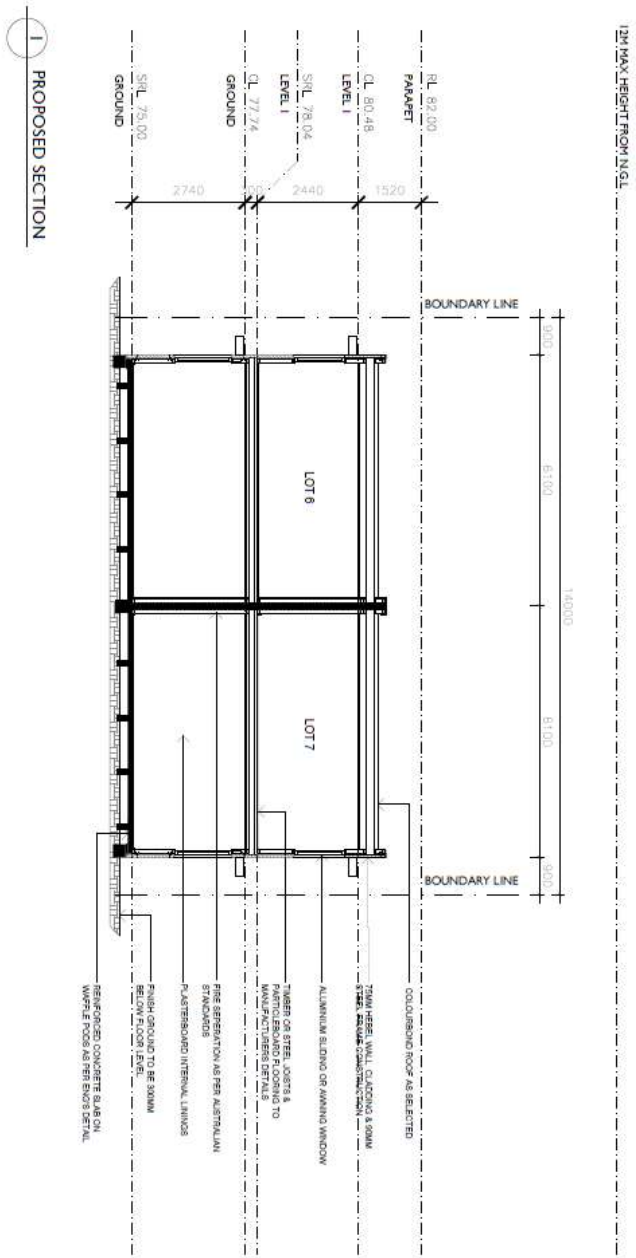 12M MAX HEIGHT FROM N.G.L
RL 82.00
PARAPET
CL 80.48
LEVEL 1
SRL 78.04
LEVEL 1
CL 77.74
GROUND
SRL 75.00
GROUND
1520
2440
300
2740
BOUNDARY LINE
BOUNDARY LINE
900
6100
14000
6100
900
LOT 6
LOT 7
COLOURBOND ROOF AS SELECTED
75MM HEBEL WALL CLADDING & 90MM
STEEL FRAME CONSTRUCTION
ALUMINIUM SLIDING OR AWNING WINDOW
TIMBER OR STEEL JOISTS &
PARTICLEBOARD FLOORING TO
MANUFACTURERS DETAILS
FIRE SEPERATION AS PER AUSTRALIAN
STANDARDS
PLASTERBOARD INTERNAL LININGS
FINISH GROUND TO BE 300MM
BELOW FLOOR LEVEL
REINFORCED CONCRETE SLAB ON
WAFFLE PODS AS PER ENG'S DETAIL
1 PROPOSED SECTION